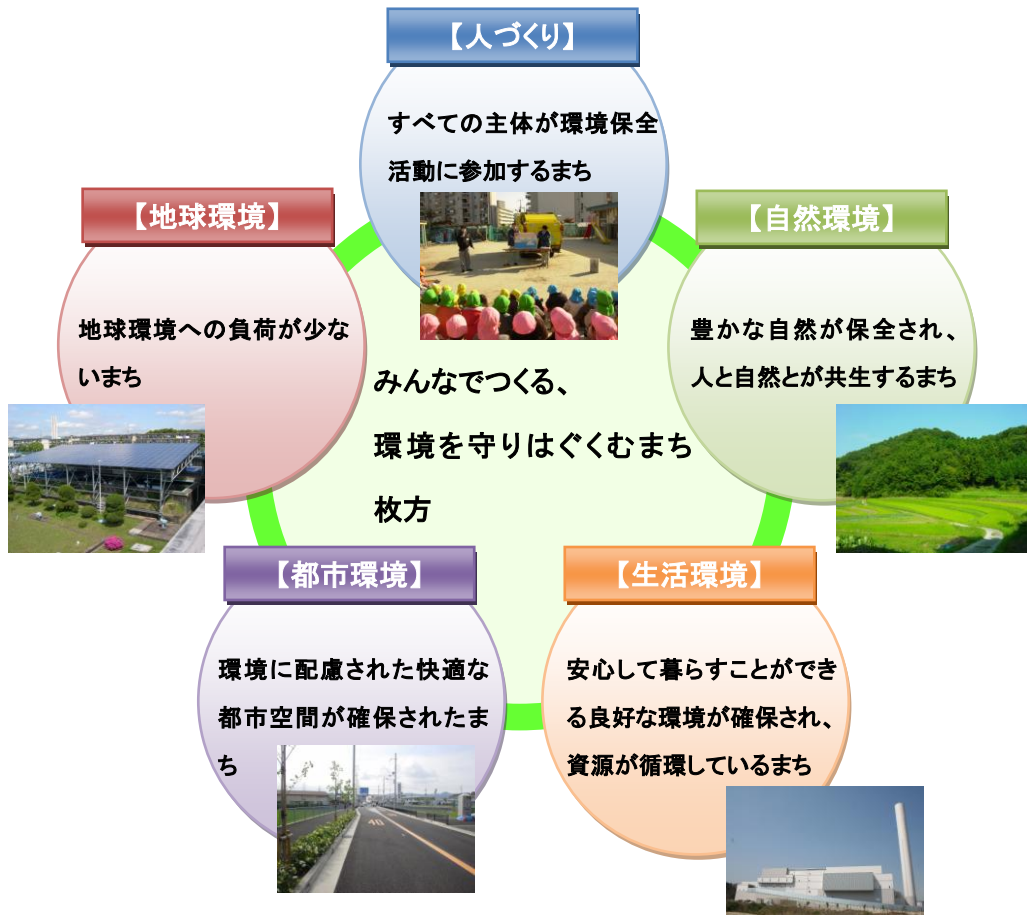 【人づくり】
すべての主体が環境保全
活動に参加するまち
【地球環境】
地球環境への負荷が少な
いまち
【自然環境】
豊かな自然が保全され、
人と自然とが共生するまち
みんなでつくる、
環境を守りはぐくむまち
枚方
【都市環境】
環境に配慮された快適な
都市空間が確保されたま
ち
40
【生活環境】
安心して暮らすことができ
る良好な環境が確保され、
資源が循環しているまち